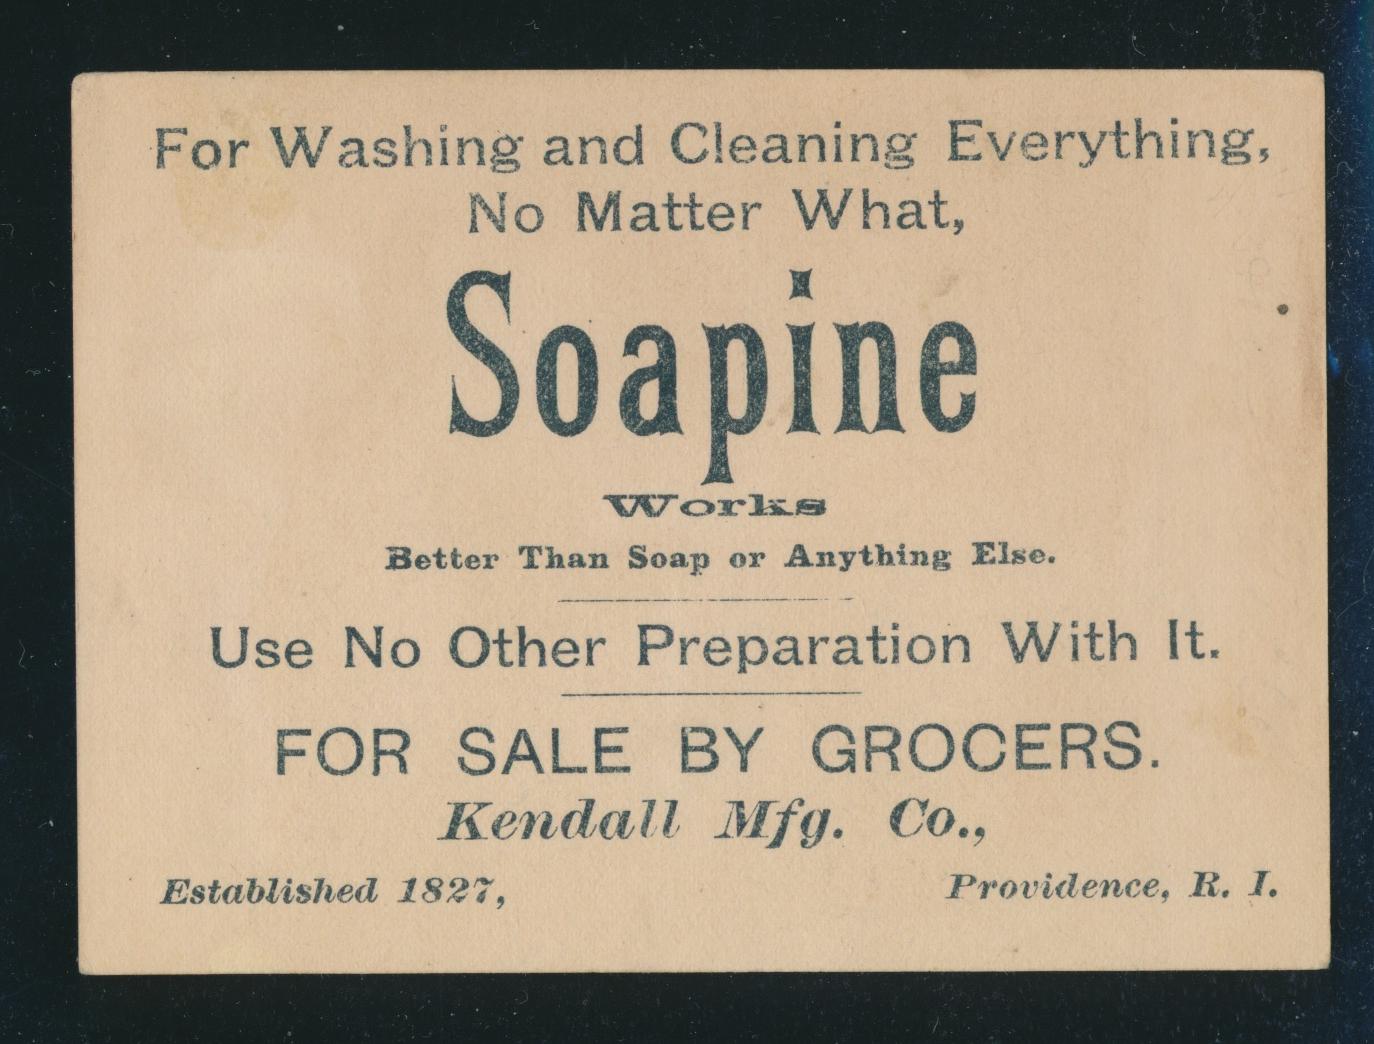 For Washing and Cleaning Everything,
No Matter What,
Soapine
Works
Better Than Soap or Anything Else.
Use No Other Preparation With It.
FOR SALE BY GROCERS.
Kendall Mfg. Co.,
Established 1827, Providence, R. I.